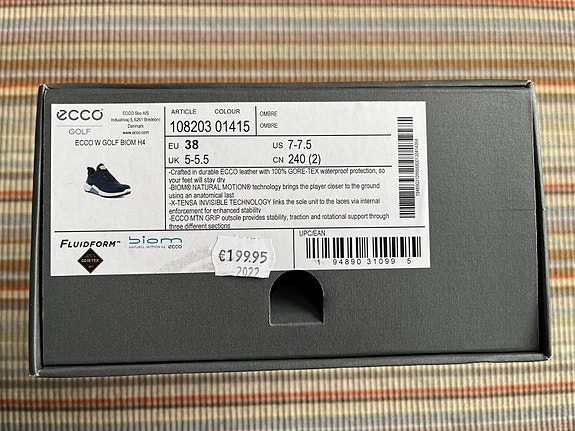 ecco
GOLF
ECCO Sko A/S
Industrivej 5, 6261 Bredebro
Denmark
www.ecco.com
ECCO W GOLF BIOM H4
ARTICLE COLOUR
108203 01415
OMBRE
OMBRE
EU 38 US 7-7.5
UK 5-5.5 CN 240 (2)
-Crafted in durable ECCO leather with 100% GORE-TEX waterproof protection, so
your feet will stay dry
-BIOM® NATURAL MOTION® technology brings the player closer to the ground
using an anatomical last
-X-TENSA INVISIBLE TECHNOLOGY links the sole unit to the laces via internal
enforcement for enhanced stability
-ECCO MTN GRIP outsole provides stability, traction and rotational support through
three different sections
FLUIDFORM™
GORE-TEX
biom
NATURAL MOTION by ecco
€199.95
2022
UPC/EAN
1 94890 31099 5